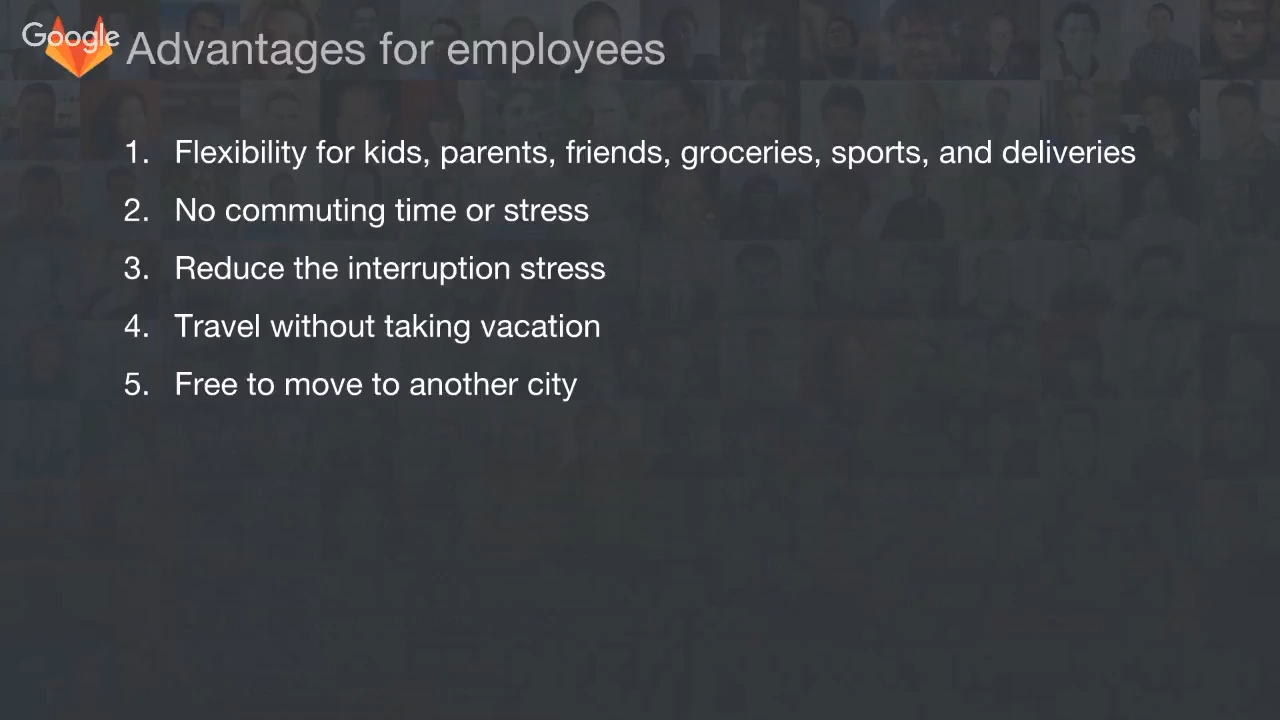 Google
Advantages for employees
1. Flexibility for kids, parents, friends, groceries, sports, and deliveries
2. No commuting time or stress
3. Reduce the interruption stress
4. Travel without taking vacation
5. Free to move to another city